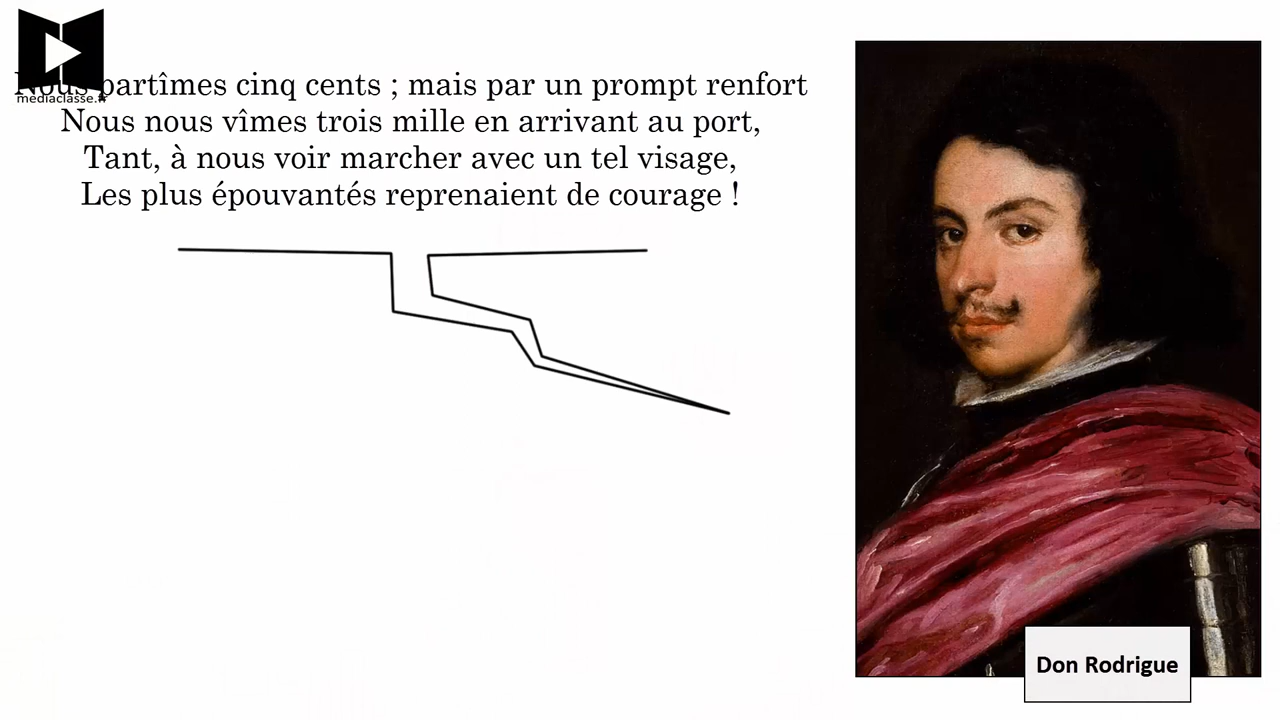 Nous partîmes cinq cents ; mais par un prompt renfort
mediaclasse.fr
Nous nous vîmes trois mille en arrivant au port,
Tant, à nous voir marcher avec un tel visage,
Les plus épouvantés reprenaient de courage !
Don Rodrigue